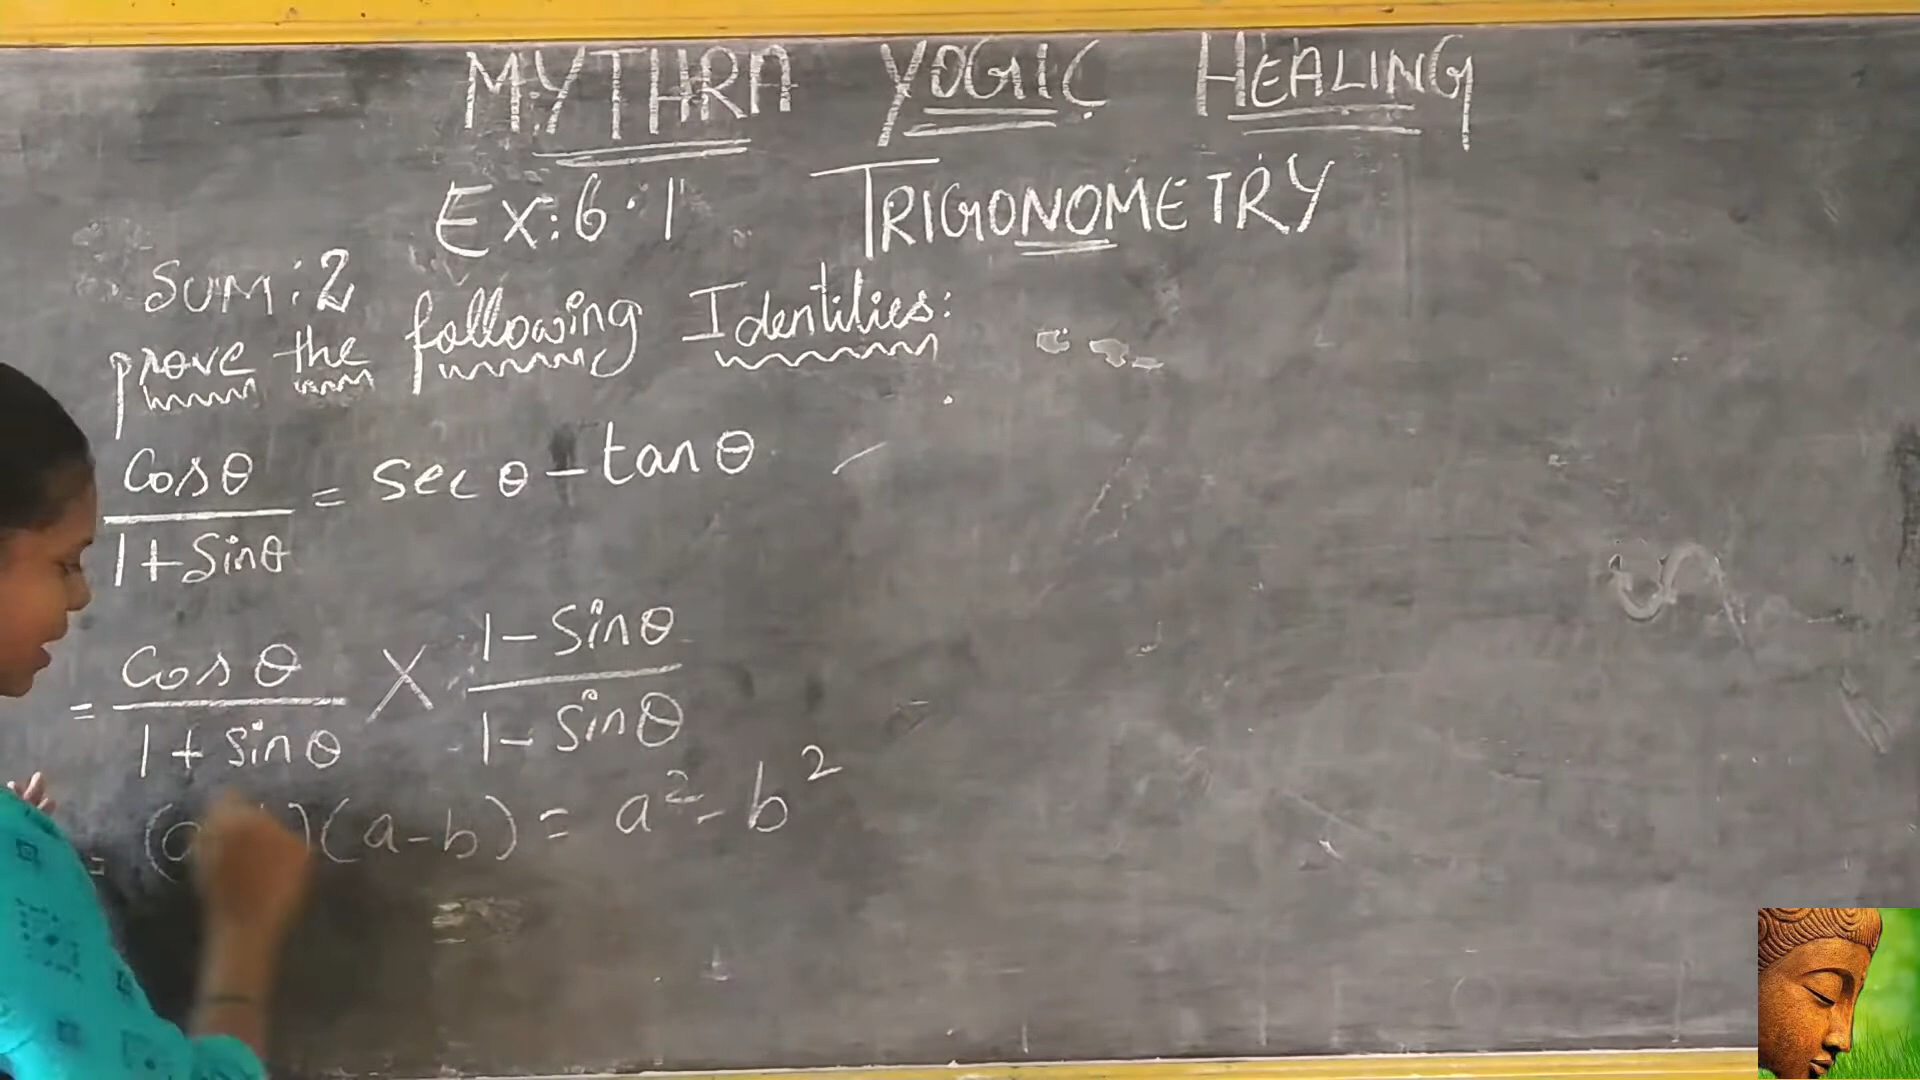 MYTHRA YOGIC HEALING
Ex:6.1 TRIGONOMETRY
SUM:2
prove the following Identities:
Cosθ / 1+Sinθ = secθ – tanθ
= Cosθ / 1+Sinθ × 1–Sinθ / 1–Sinθ
= (a )(a–b) = a² – b²